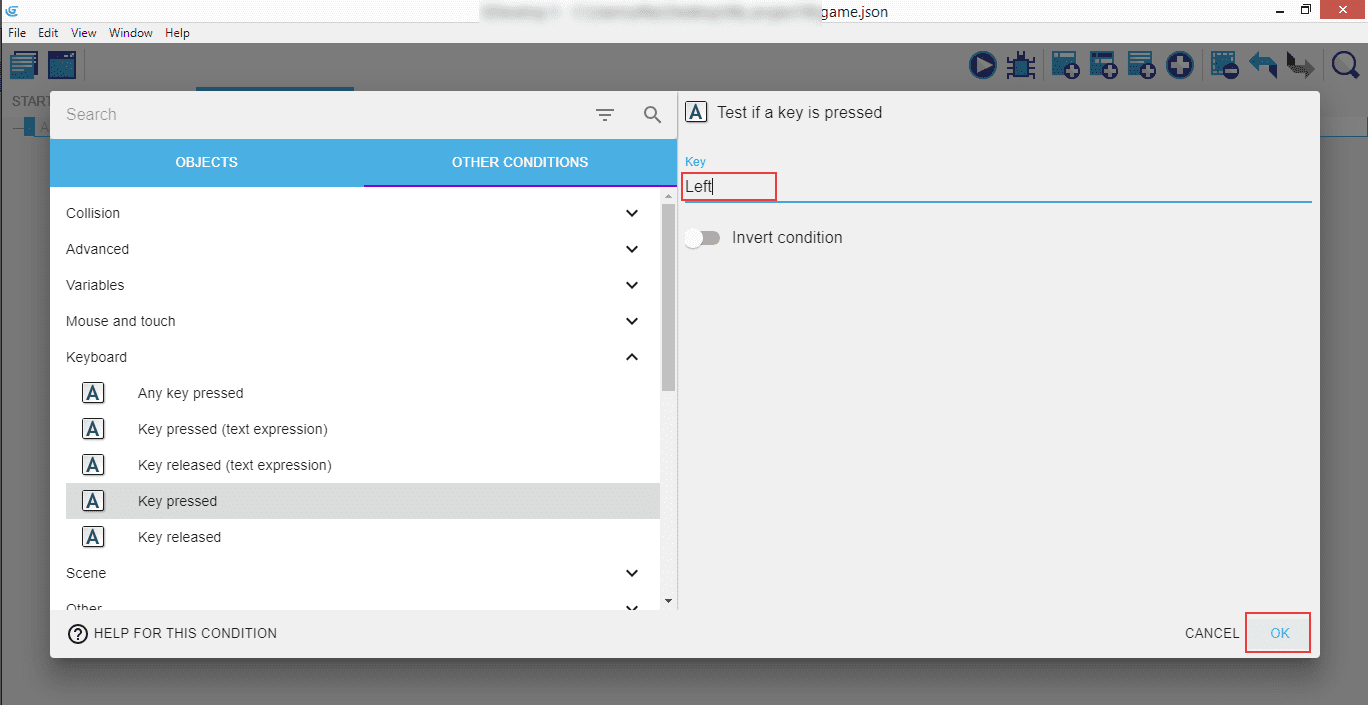 game.json
File Edit View Window Help
START
Search
OBJECTS
OTHER CONDITIONS
Collision
Advanced
Variables
Mouse and touch
Keyboard
A Any key pressed
A Key pressed (text expression)
A Key released (text expression)
A Key pressed
A Key released
Scene
Other
? HELP FOR THIS CONDITION
A Test if a key is pressed
Key
Left
Invert condition
CANCEL
OK